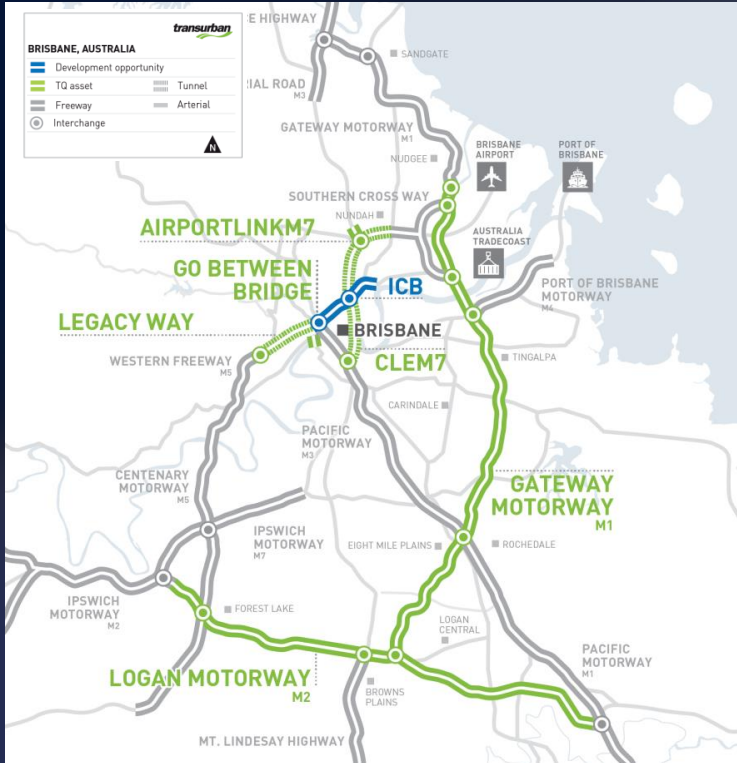 transurban
BRISBANE, AUSTRALIA
Development opportunity
TQ asset
Tunnel
Freeway
Arterial
Interchange
N
E HIGHWAY
SANDGATE
IAL ROAD
M3
GATEWAY MOTORWAY
M1
NUDGEE
BRISBANE
AIRPORT
PORT OF
BRISBANE
SOUTHERN CROSS WAY
NUNDAH
AIRPORTLINKM7
AUSTRALIA
TRADECOAST
GO BETWEEN
BRIDGE
ICB
PORT OF BRISBANE
MOTORWAY
M4
LEGACY WAY
BRISBANE
WESTERN FREEWAY
M5
CLEM7
TINGALPA
CARINDALE
PACIFIC
MOTORWAY
M3
CENTENARY
MOTORWAY
M5
GATEWAY
MOTORWAY
M1
IPSWICH
MOTORWAY
M7
EIGHT MILE PLAINS
ROCHEDALE
IPSWICH
MOTORWAY
M2
FOREST LAKE
LOGAN
CENTRAL
PACIFIC
MOTORWAY
M1
LOGAN MOTORWAY
M2
BROWNS
PLAINS
MT. LINDESAY HIGHWAY